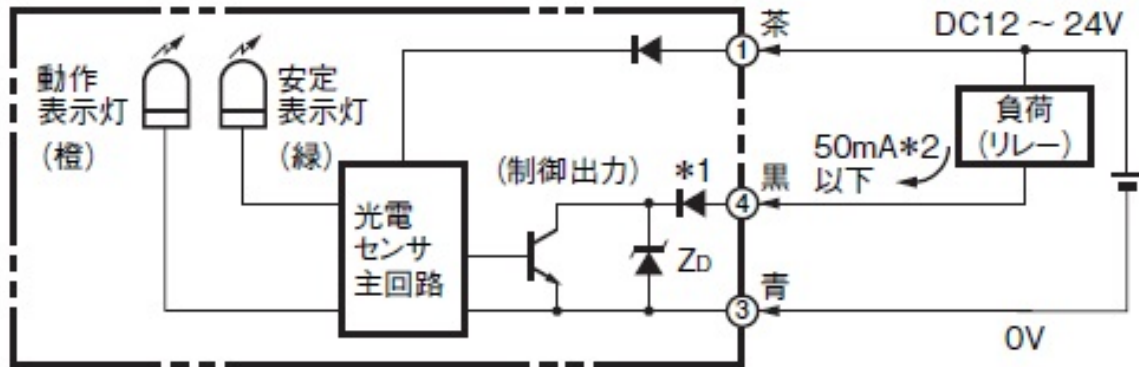 動作
表示灯
(橙)
安定
表示灯
(緑)
光電
センサ
主回路
(制御出力)
*1
ZD
① 茶
④ 黒
③ 青
DC12 ~ 24V
負荷
(リレー)
50mA*2
以下
0V